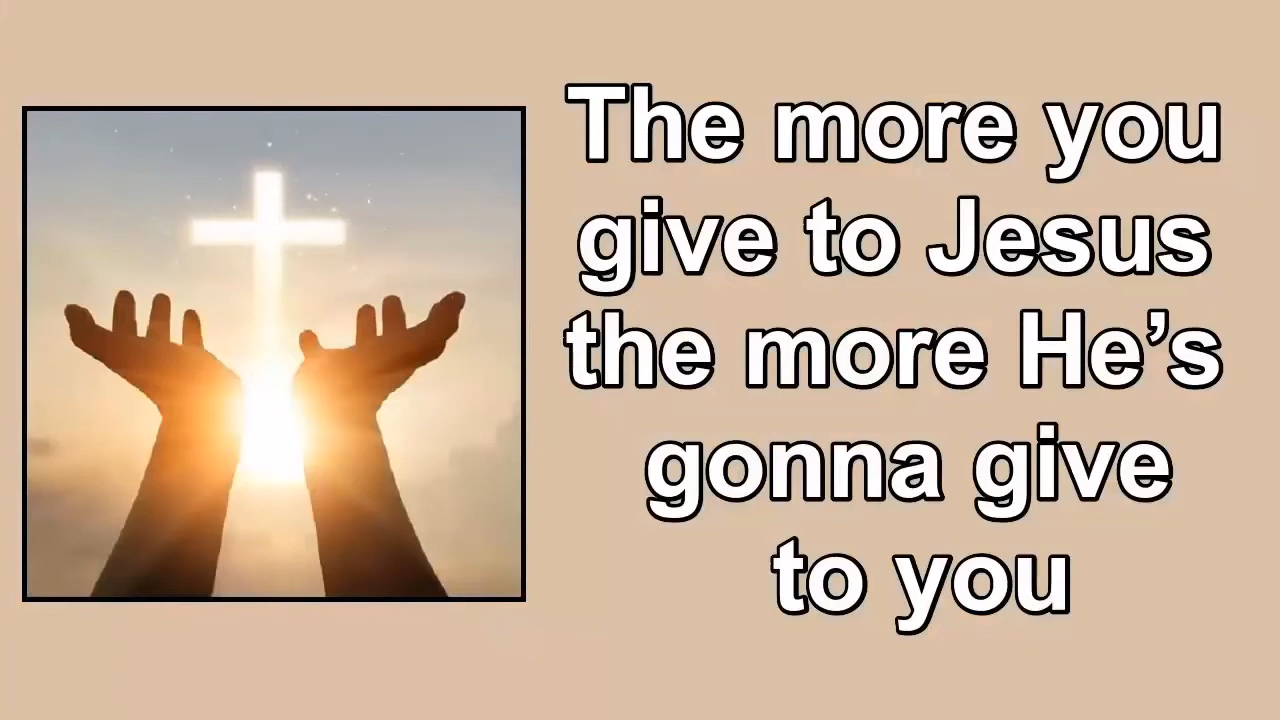 The more you
give to Jesus
the more He’s
gonna give
to you